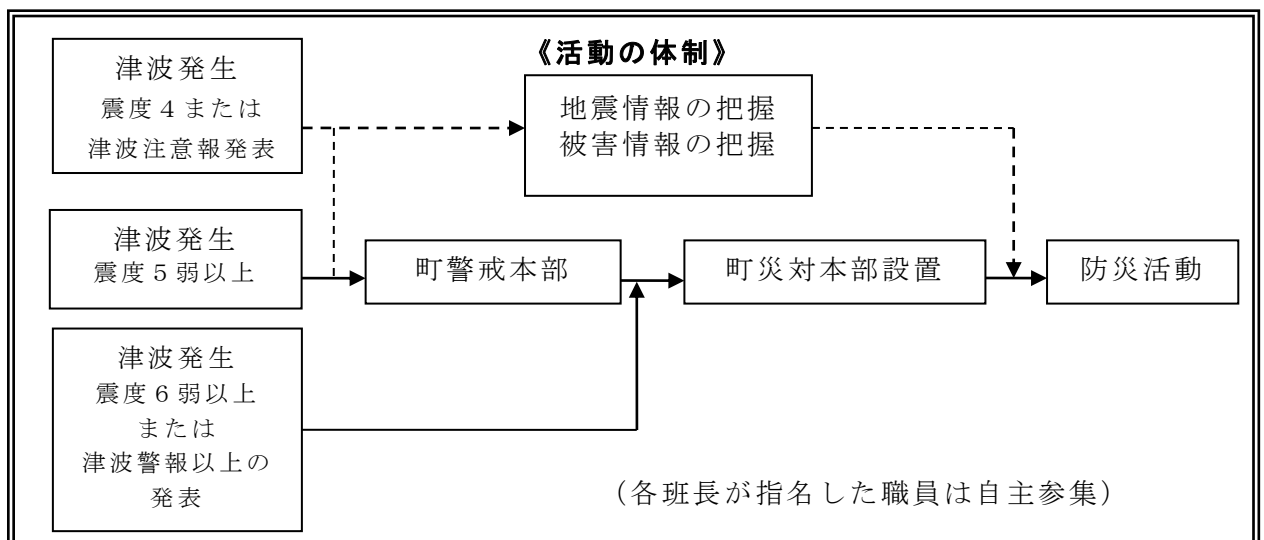 《活動の体制》
津波発生
震度４または
津波注意報発表
地震情報の把握
被害情報の把握
津波発生
震度５弱以上
町警戒本部
町災対本部設置
防災活動
津波発生
震度６弱以上
または
津波警報以上の
発表
（各班長が指名した職員は自主参集）